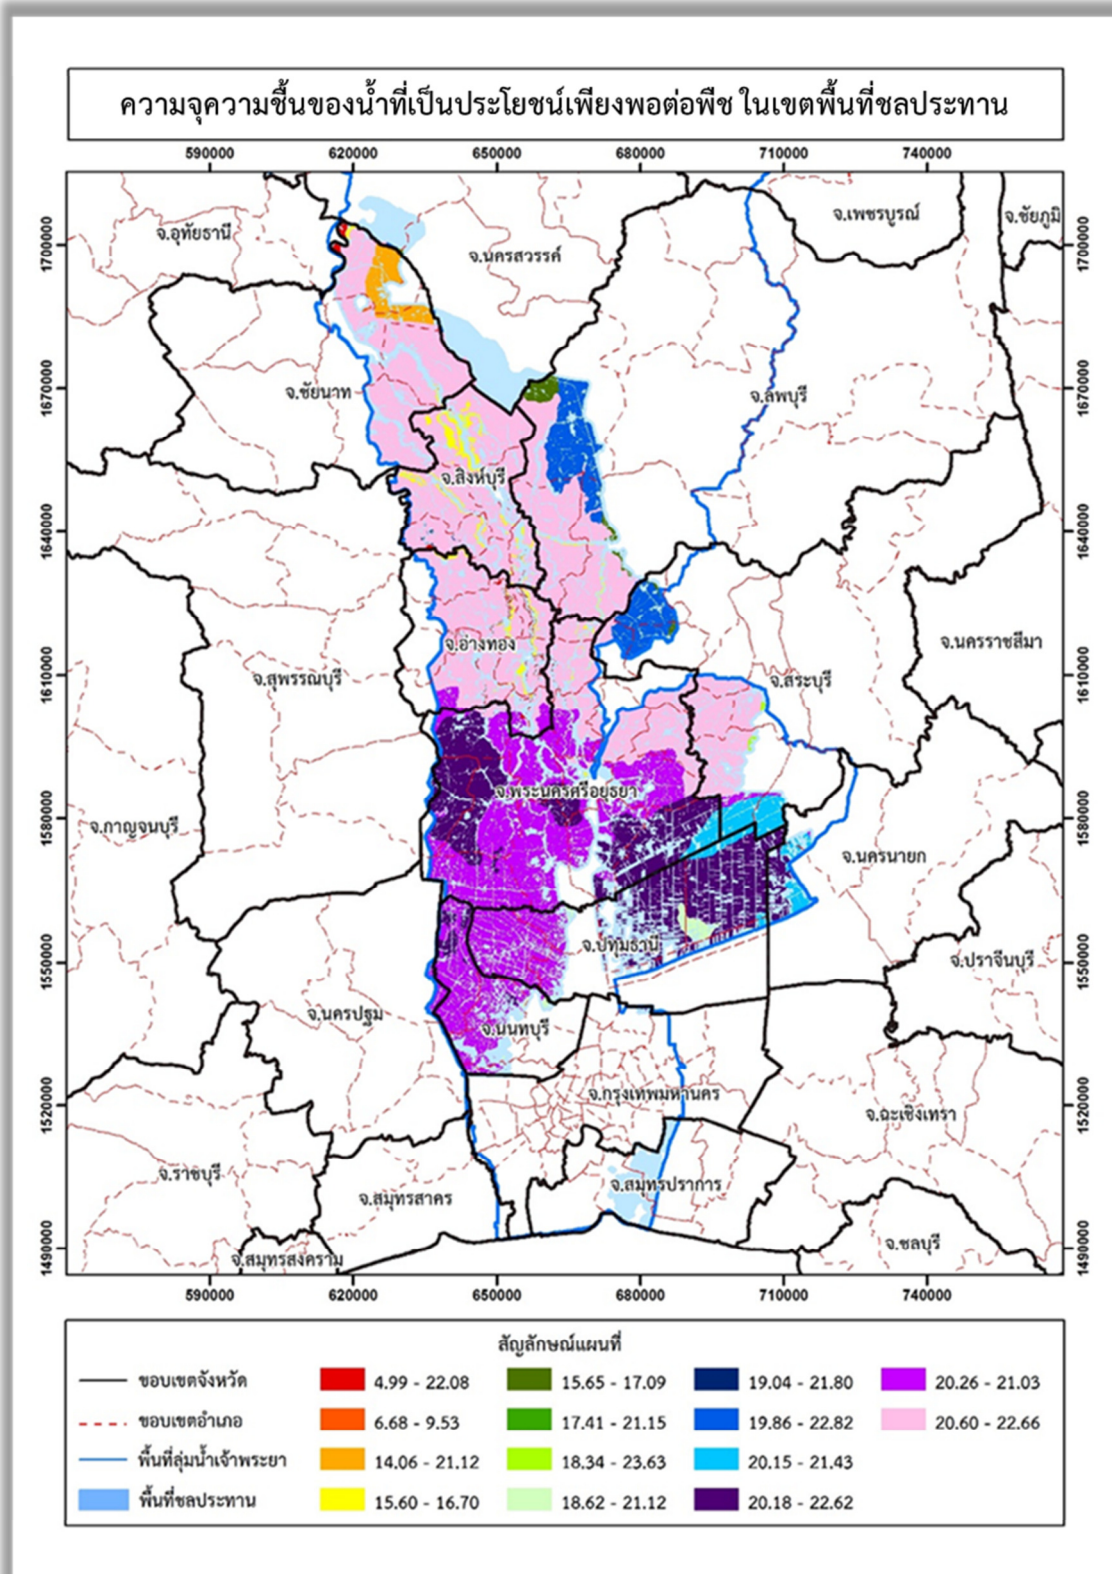 ความจุความชื้นของน้ำที่เป็นประโยชน์เพียงพอต่อพืช ในเขตพื้นที่ชลประทาน
590000 620000 650000 680000 710000 740000
จ.เพชรบูรณ์
จ.ชัยภูมิ
จ.อุทัยธานี
1700000 1700000
จ.นครสวรรค์
1670000 1670000
จ.ชัยนาท
จ.ลพบุรี
จ.สิงห์บุรี
1640000 1640000
จ.อ่างทอง
จ.นครราชสีมา
จ.สุพรรณบุรี
จ.สระบุรี
1610000 1610000
จ.พระนครศรีอยุธยา
1580000 1580000
จ.กาญจนบุรี
จ.นครนายก
จ.ปทุมธานี
จ.ปราจีนบุรี
1550000 1550000
จ.นครปฐม
จ.นนทบุรี
จ.กรุงเทพมหานคร
1520000 1520000
จ.ฉะเชิงเทรา
จ.ราชบุรี
จ.สมุทรสาคร
จ.สมุทรปราการ
จ.ชลบุรี
1490000 1490000
จ.สมุทรสงคราม
590000 620000 650000 680000 710000 740000
สัญลักษณ์แผนที่
ขอบเขตจังหวัด 4.99 - 22.08 15.65 - 17.09 19.04 - 21.80 20.26 - 21.03
ขอบเขตอำเภอ 6.68 - 9.53 17.41 - 21.15 19.86 - 22.82 20.60 - 22.66
พื้นที่ลุ่มน้ำเจ้าพระยา 14.06 - 21.12 18.34 - 23.63 20.15 - 21.43
พื้นที่ชลประทาน 15.60 - 16.70 18.62 - 21.12 20.18 - 22.62